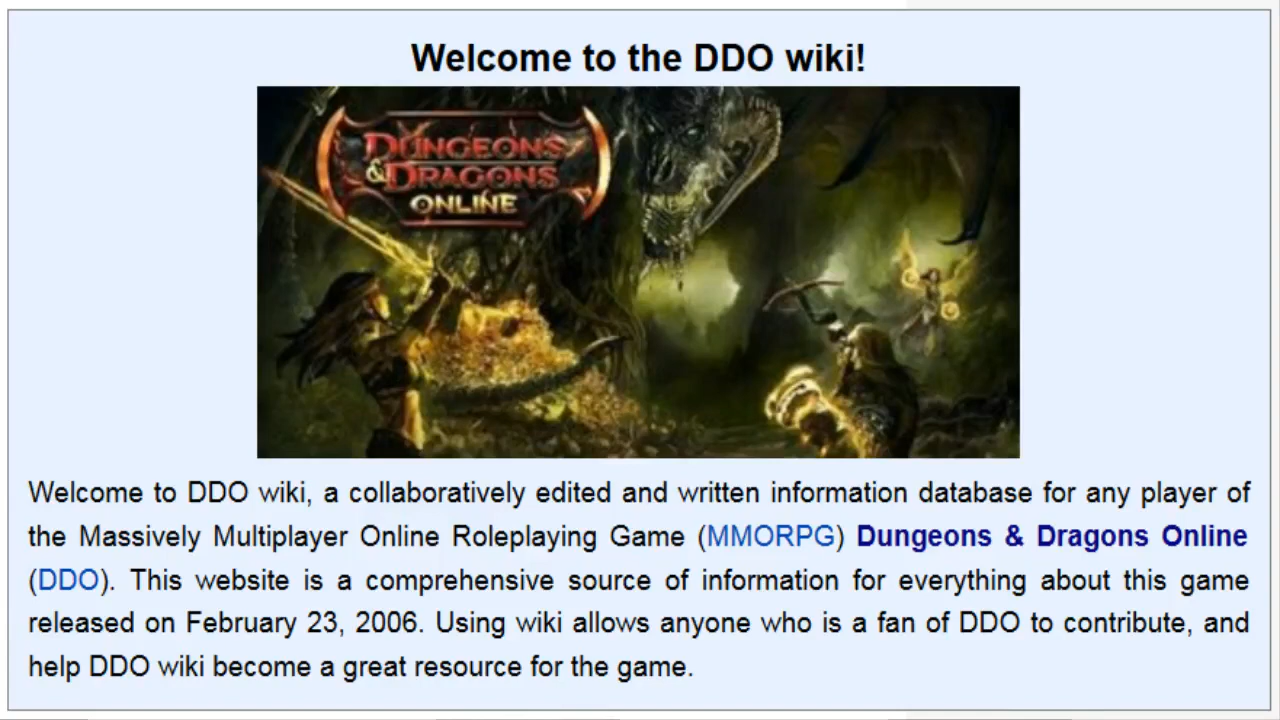 Welcome to the DDO wiki!
DUNGEONS
& DRAGONS
ONLINE
Welcome to DDO wiki, a collaboratively edited and written information database for any player of
the Massively Multiplayer Online Roleplaying Game (MMORPG) Dungeons & Dragons Online
(DDO). This website is a comprehensive source of information for everything about this game
released on February 23, 2006. Using wiki allows anyone who is a fan of DDO to contribute, and
help DDO wiki become a great resource for the game.